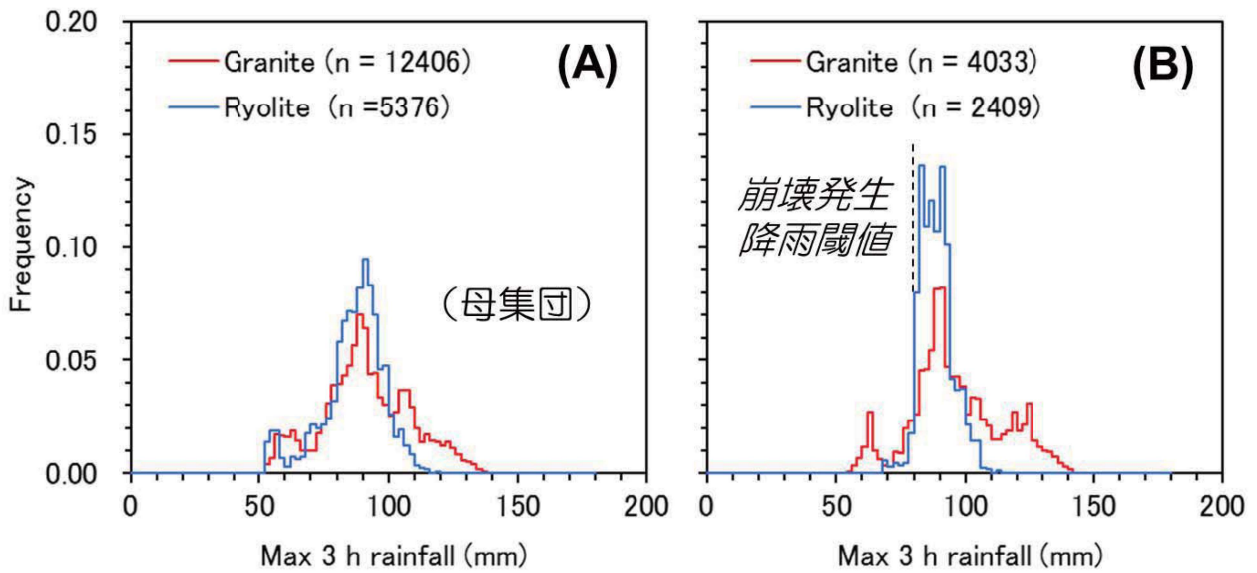 (A)
Granite (n = 12406)
Ryolite (n =5376)
(母集団)
Frequency
0.20
0.15
0.10
0.05
0.00
0
50
100
150
200
Max 3 h rainfall (mm)
(B)
Granite (n = 4033)
Ryolite (n = 2409)
崩壊発生
降雨閾値
0
50
100
150
200
Max 3 h rainfall (mm)